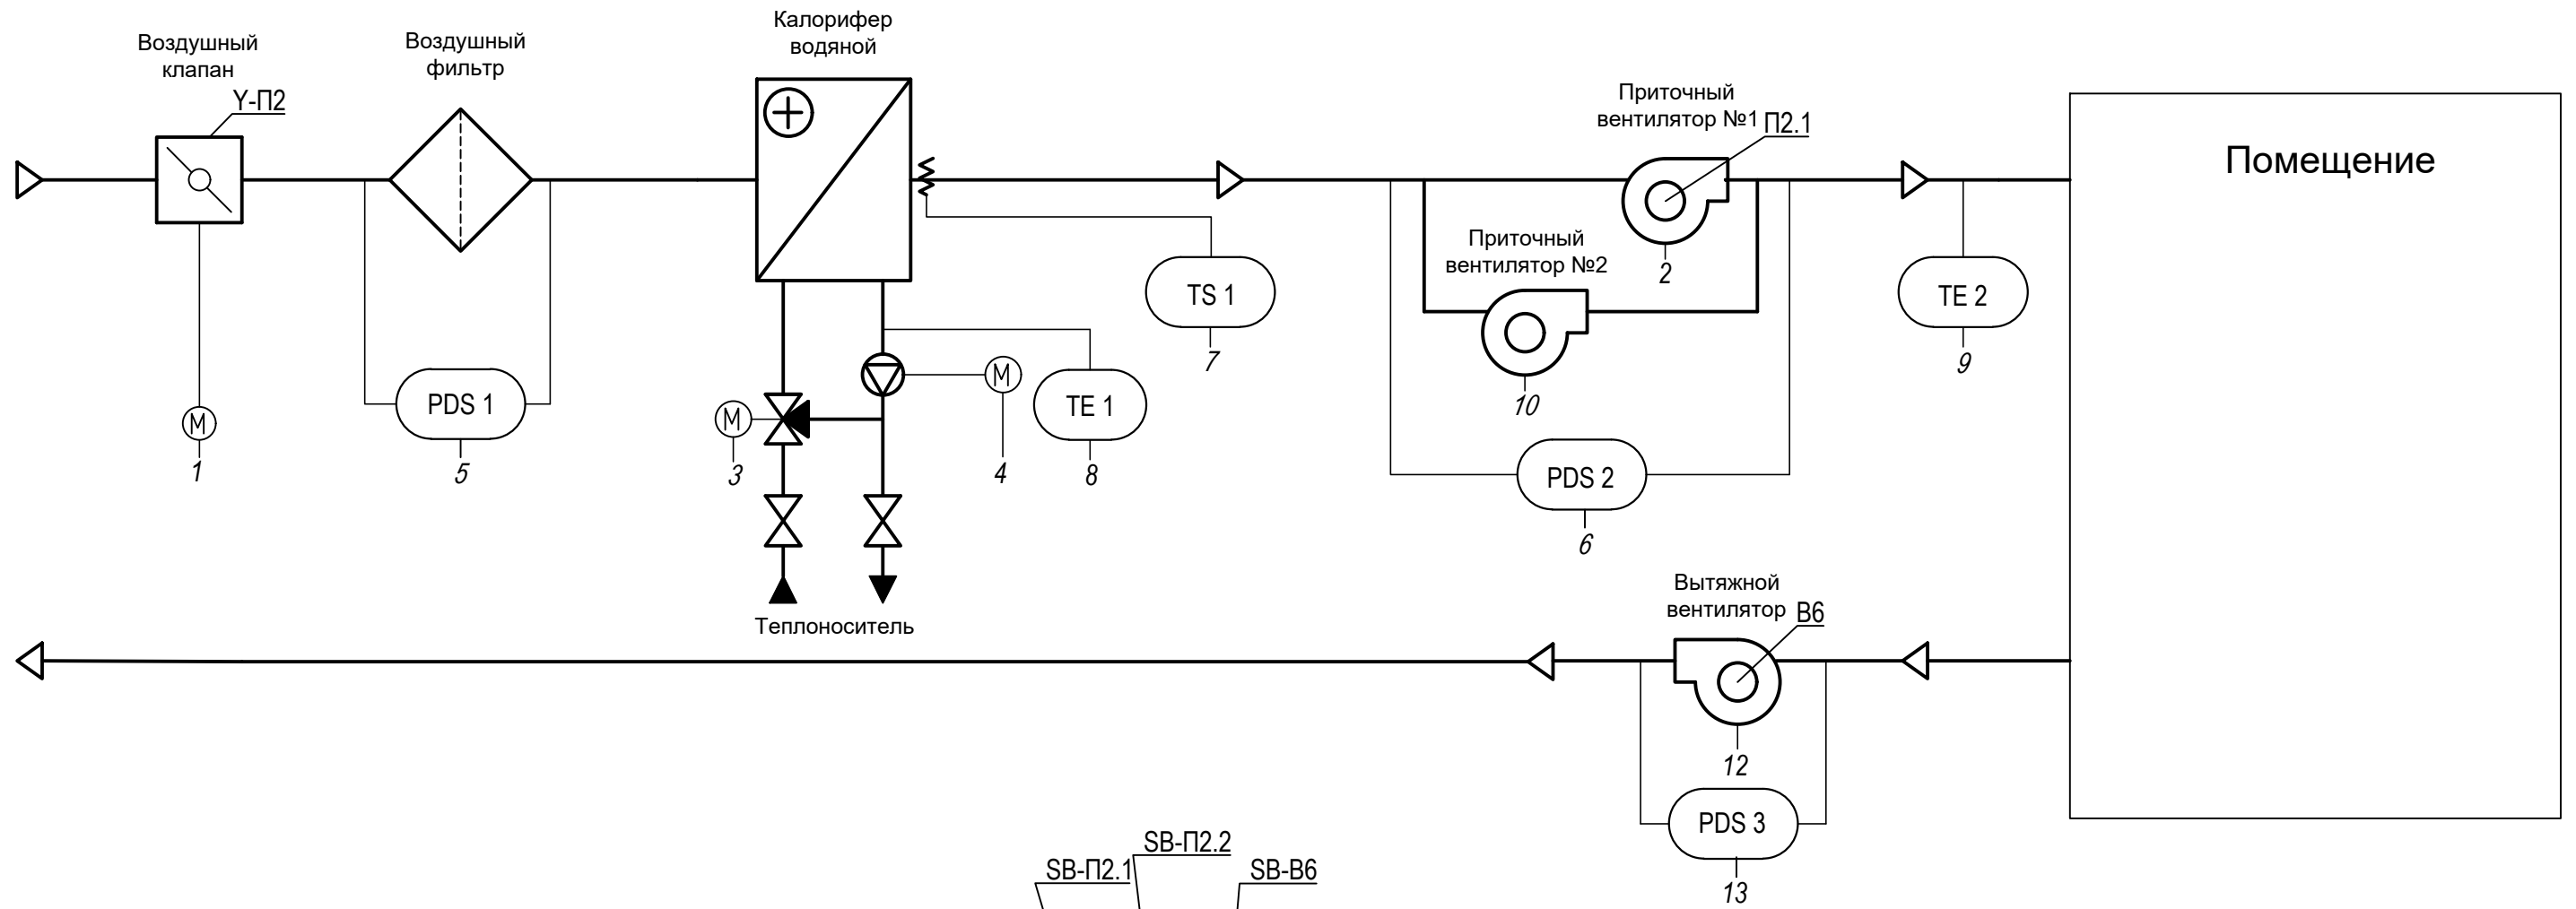 Воздушный
клапан
Y-П2
Воздушный
фильтр
Калорифер
водяной
Приточный
вентилятор №1
П2.1
Помещение
Приточный
вентилятор №2
2
10
TS 1
7
TE 2
9
PDS 1
5
M
1
M
3
M
4
TE 1
8
PDS 2
6
Теплоноситель
Вытяжной
вентилятор
В6
12
PDS 3
13
SB-П2.1
SB-П2.2
SB-В6